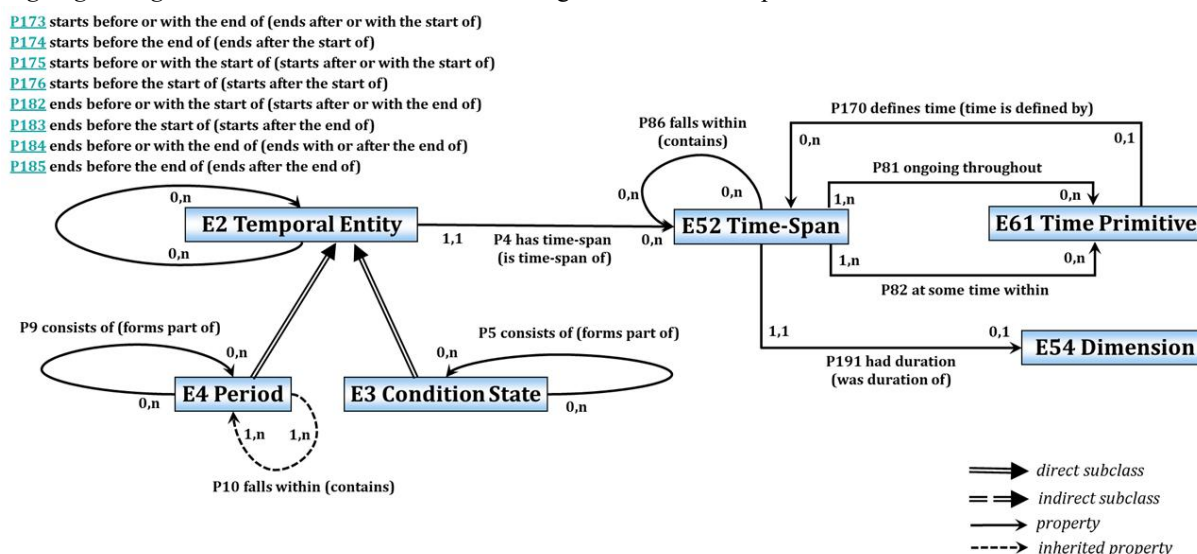 P173 starts before or with the end of (ends after or with the start of)
P174 starts before the end of (ends after the start of)
P175 starts before or with the start of (starts after or with the start of)
P176 starts before the start of (starts after the start of)
P182 ends before or with the start of (starts after or with the end of)
P183 ends before the start of (starts after the end of)
P184 ends before or with the end of (ends with or after the end of)
P185 ends before the end of (ends after the end of)
P170 defines time (time is defined by)
P86 falls within
(contains)
0,n
0,1
P81 ongoing throughout
0,n
0,n
0,n
1,n
0,n
E2 Temporal Entity
E52 Time-Span
E61 Time Primitive
1,1
P4 has time-span
(is time-span of)
0,n
0,n
1,n
0,n
P82 at some time within
P9 consists of (forms part of)
P5 consists of (forms part of)
1,1
0,1
0,n
0,n
P191 had duration
(was duration of)
E54 Dimension
E4 Period
E3 Condition State
0,n
0,n
1,n
1,n
P10 falls within (contains)
direct subclass
indirect subclass
property
inherited property